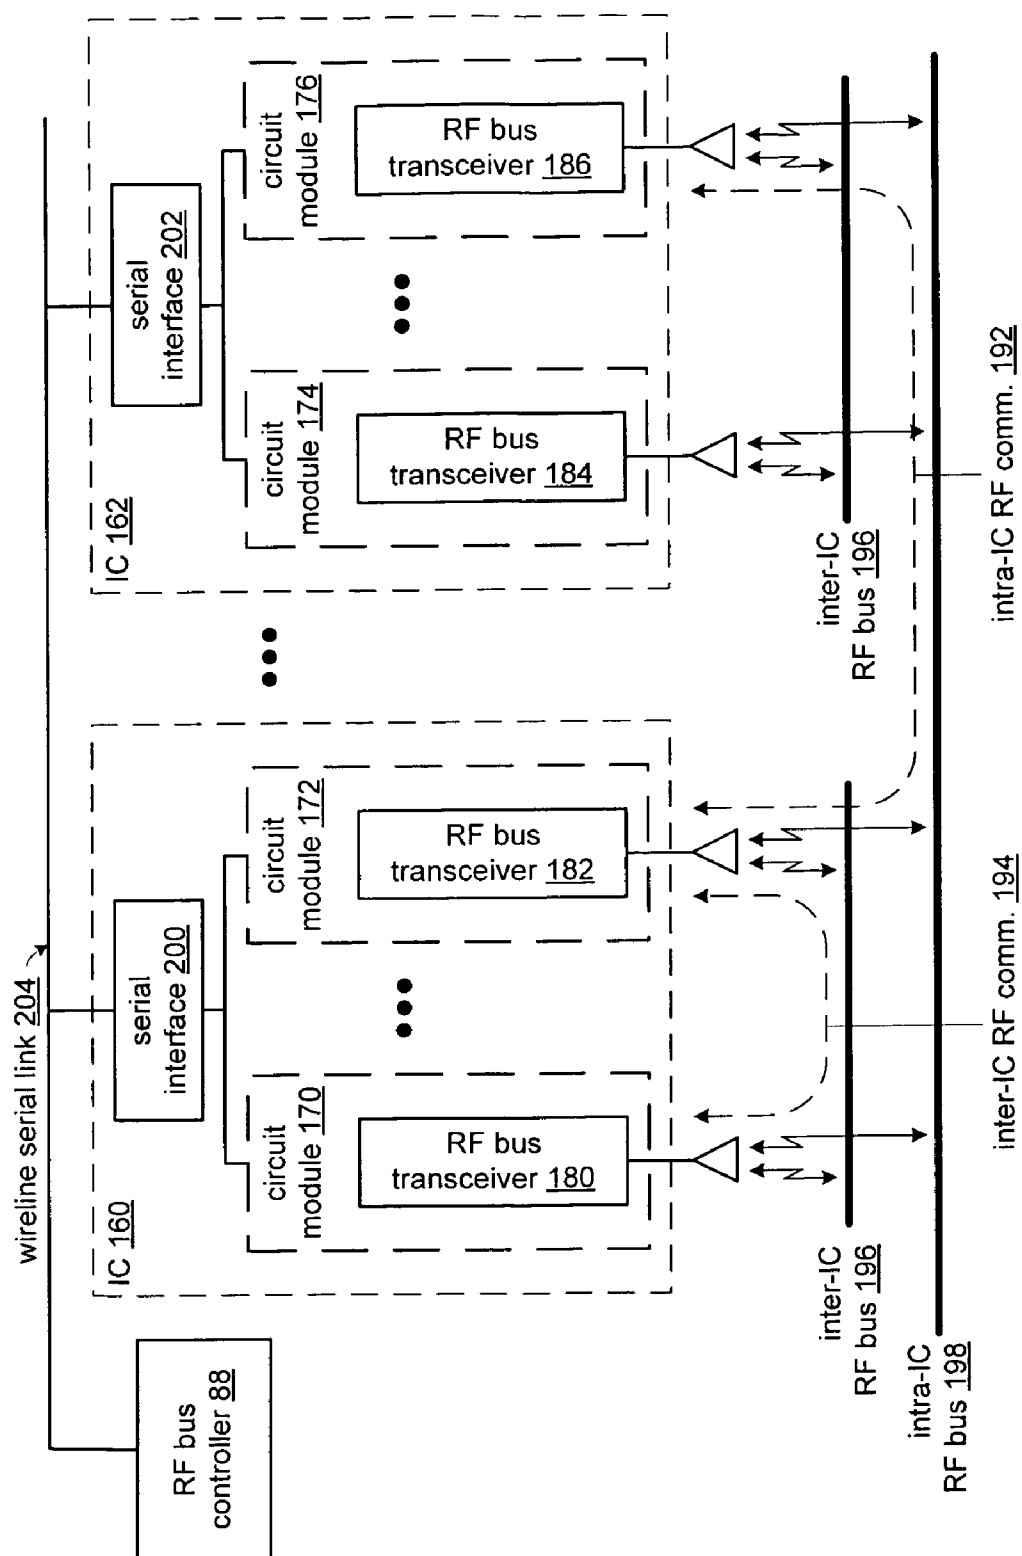 RF bus
controller 88
wireline serial link 204
IC 160
serial
interface 200
circuit
module 170
RF bus
transceiver 180
circuit
module 172
RF bus
transceiver 182
IC 162
serial
interface 202
circuit
module 174
RF bus
transceiver 184
circuit
module 176
RF bus
transceiver 186
inter-IC
RF bus 196
inter-IC
RF bus 196
intra-IC
RF bus 198
inter-IC RF comm. 194
intra-IC RF comm. 192